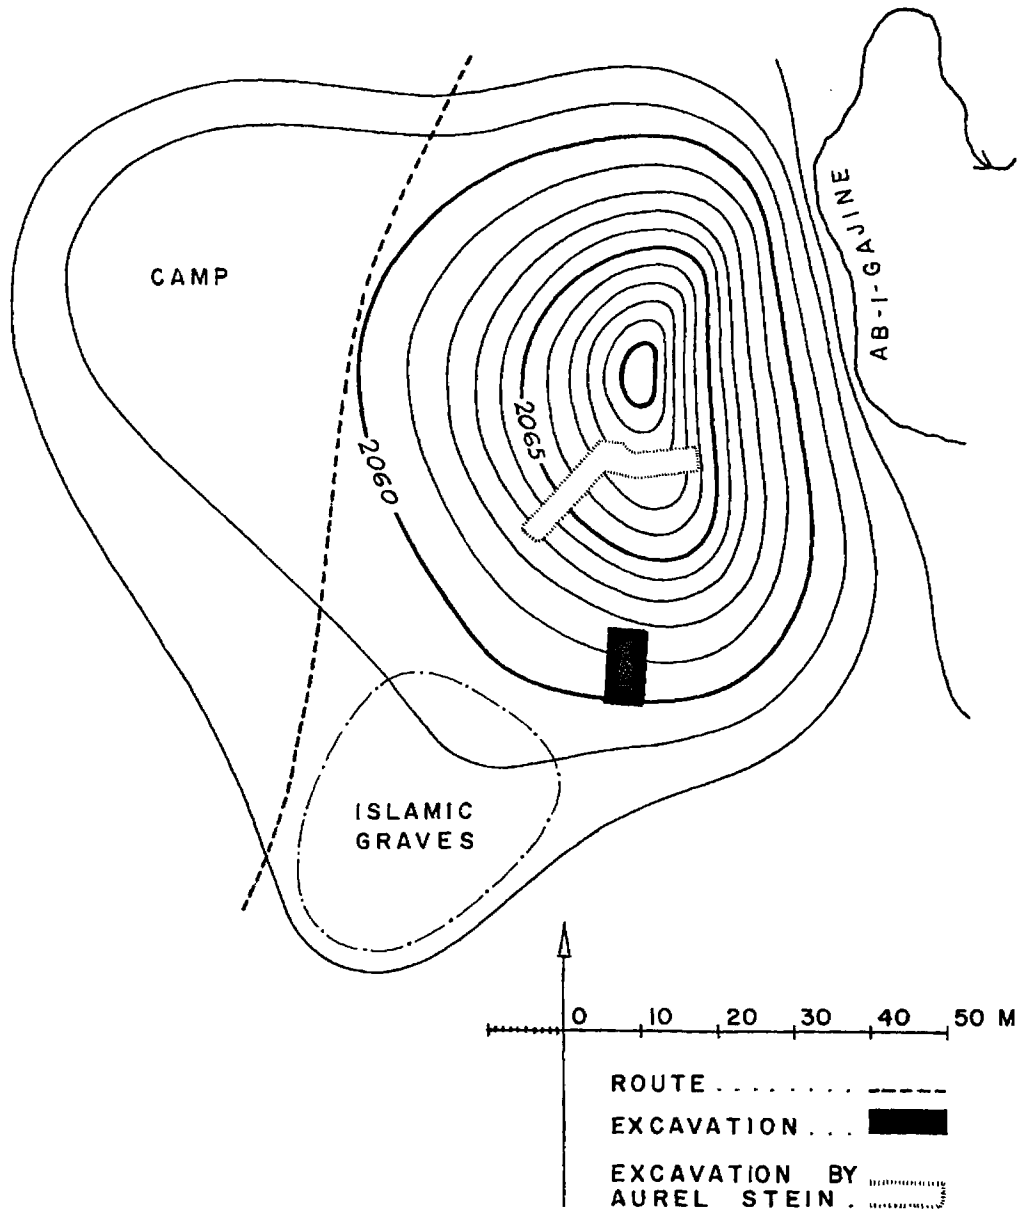 AB-I-GAJINE
CAMP
2065
2060
ISLAMIC
GRAVES
0 10 20 30 40 50 M
ROUTE......... -----
EXCAVATION...
EXCAVATION BY
AUREL STEIN.